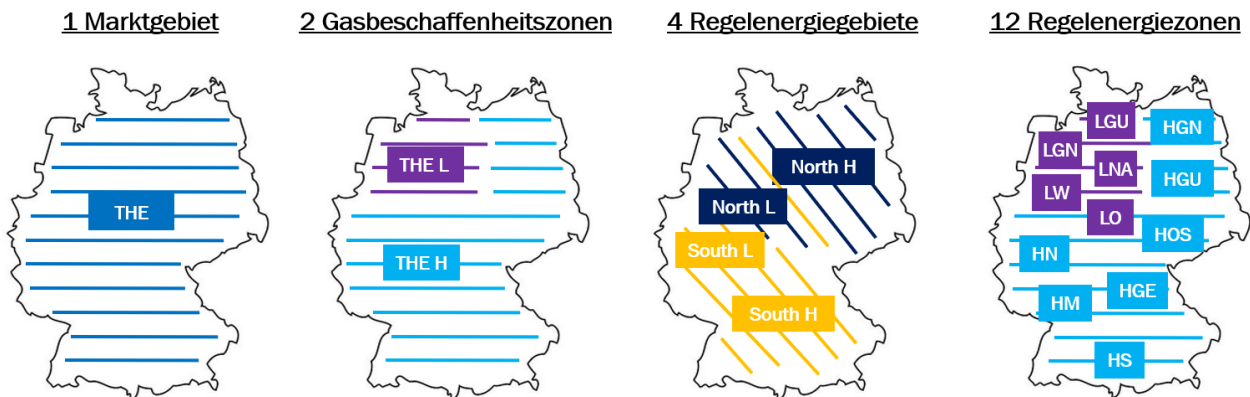 1 Marktgebiet
2 Gasbeschaffenheitszonen
4 Regelenergiegebiete
12 Regelenergiezonen
THE
THE L
THE H
North H
North L
South L
South H
LGU
HGN
LGN
LNA
HGU
LW
LO
HOS
HN
HGE
HM
HS